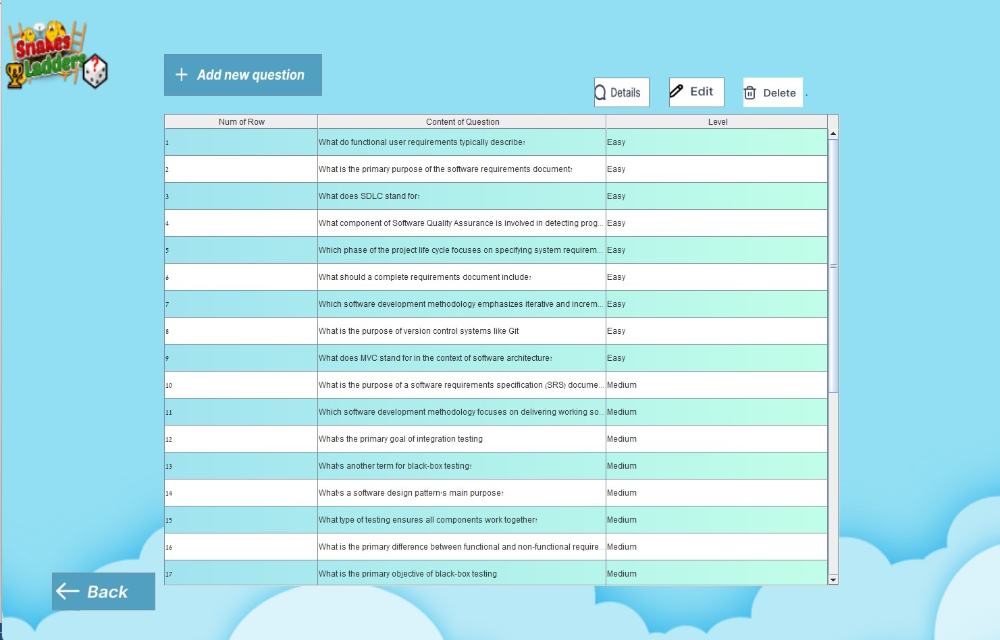 Snakes
Ladders
?
+ Add new question
Details
Edit
Delete
.
Num of Row Content of Question Level
1 What do functional user requirements typically describe? Easy
2 What is the primary purpose of the software requirements document? Easy
3 What does SDLC stand for? Easy
4 What component of Software Quality Assurance is involved in detecting prog... Easy
5 Which phase of the project life cycle focuses on specifying system requirem... Easy
6 What should a complete requirements document include? Easy
7 Which software development methodology emphasizes iterative and increm... Easy
8 What is the purpose of version control systems like Git Easy
9 What does MVC stand for in the context of software architecture? Easy
10 What is the purpose of a software requirements specification (SRS) docume... Medium
11 Which software development methodology focuses on delivering working so... Medium
12 What's the primary goal of integration testing Medium
13 What's another term for black-box testing? Medium
14 What's a software design pattern's main purpose? Medium
15 What type of testing ensures all components work together? Medium
16 What is the primary difference between functional and non-functional require... Medium
17 What is the primary objective of black-box testing Medium
Back